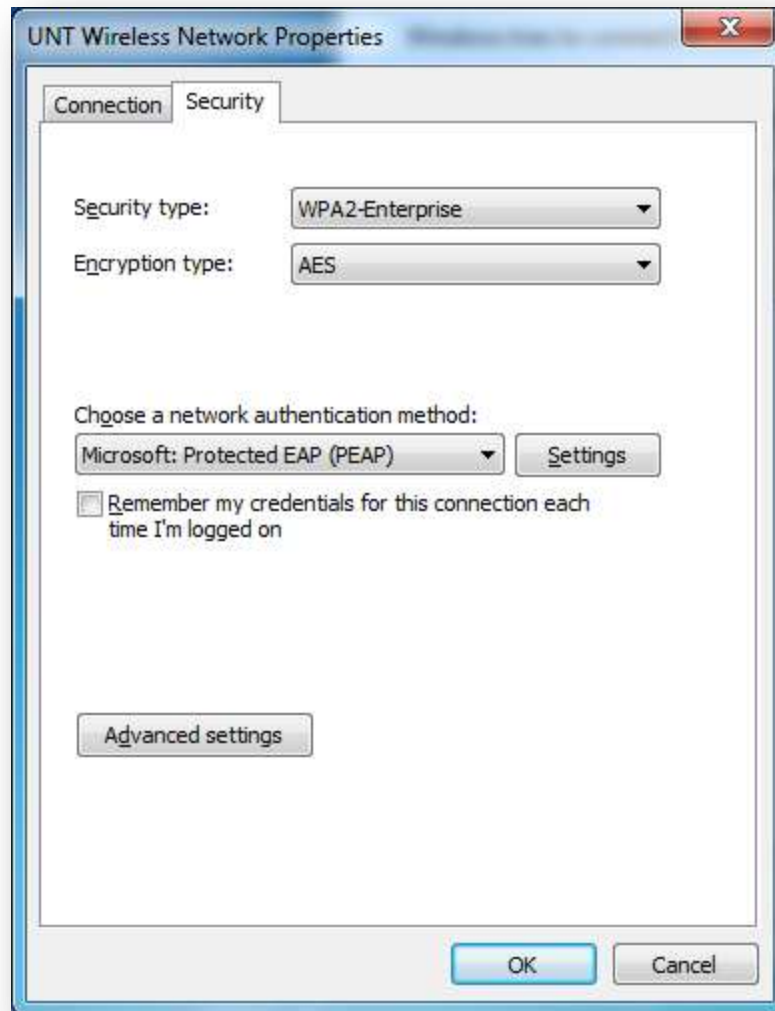 UNT Wireless Network Properties
X
Connection Security
Security type: WPA2-Enterprise
Encryption type: AES
Choose a network authentication method:
Microsoft: Protected EAP (PEAP) Settings
Remember my credentials for this connection each
time I'm logged on
Advanced settings
OK Cancel